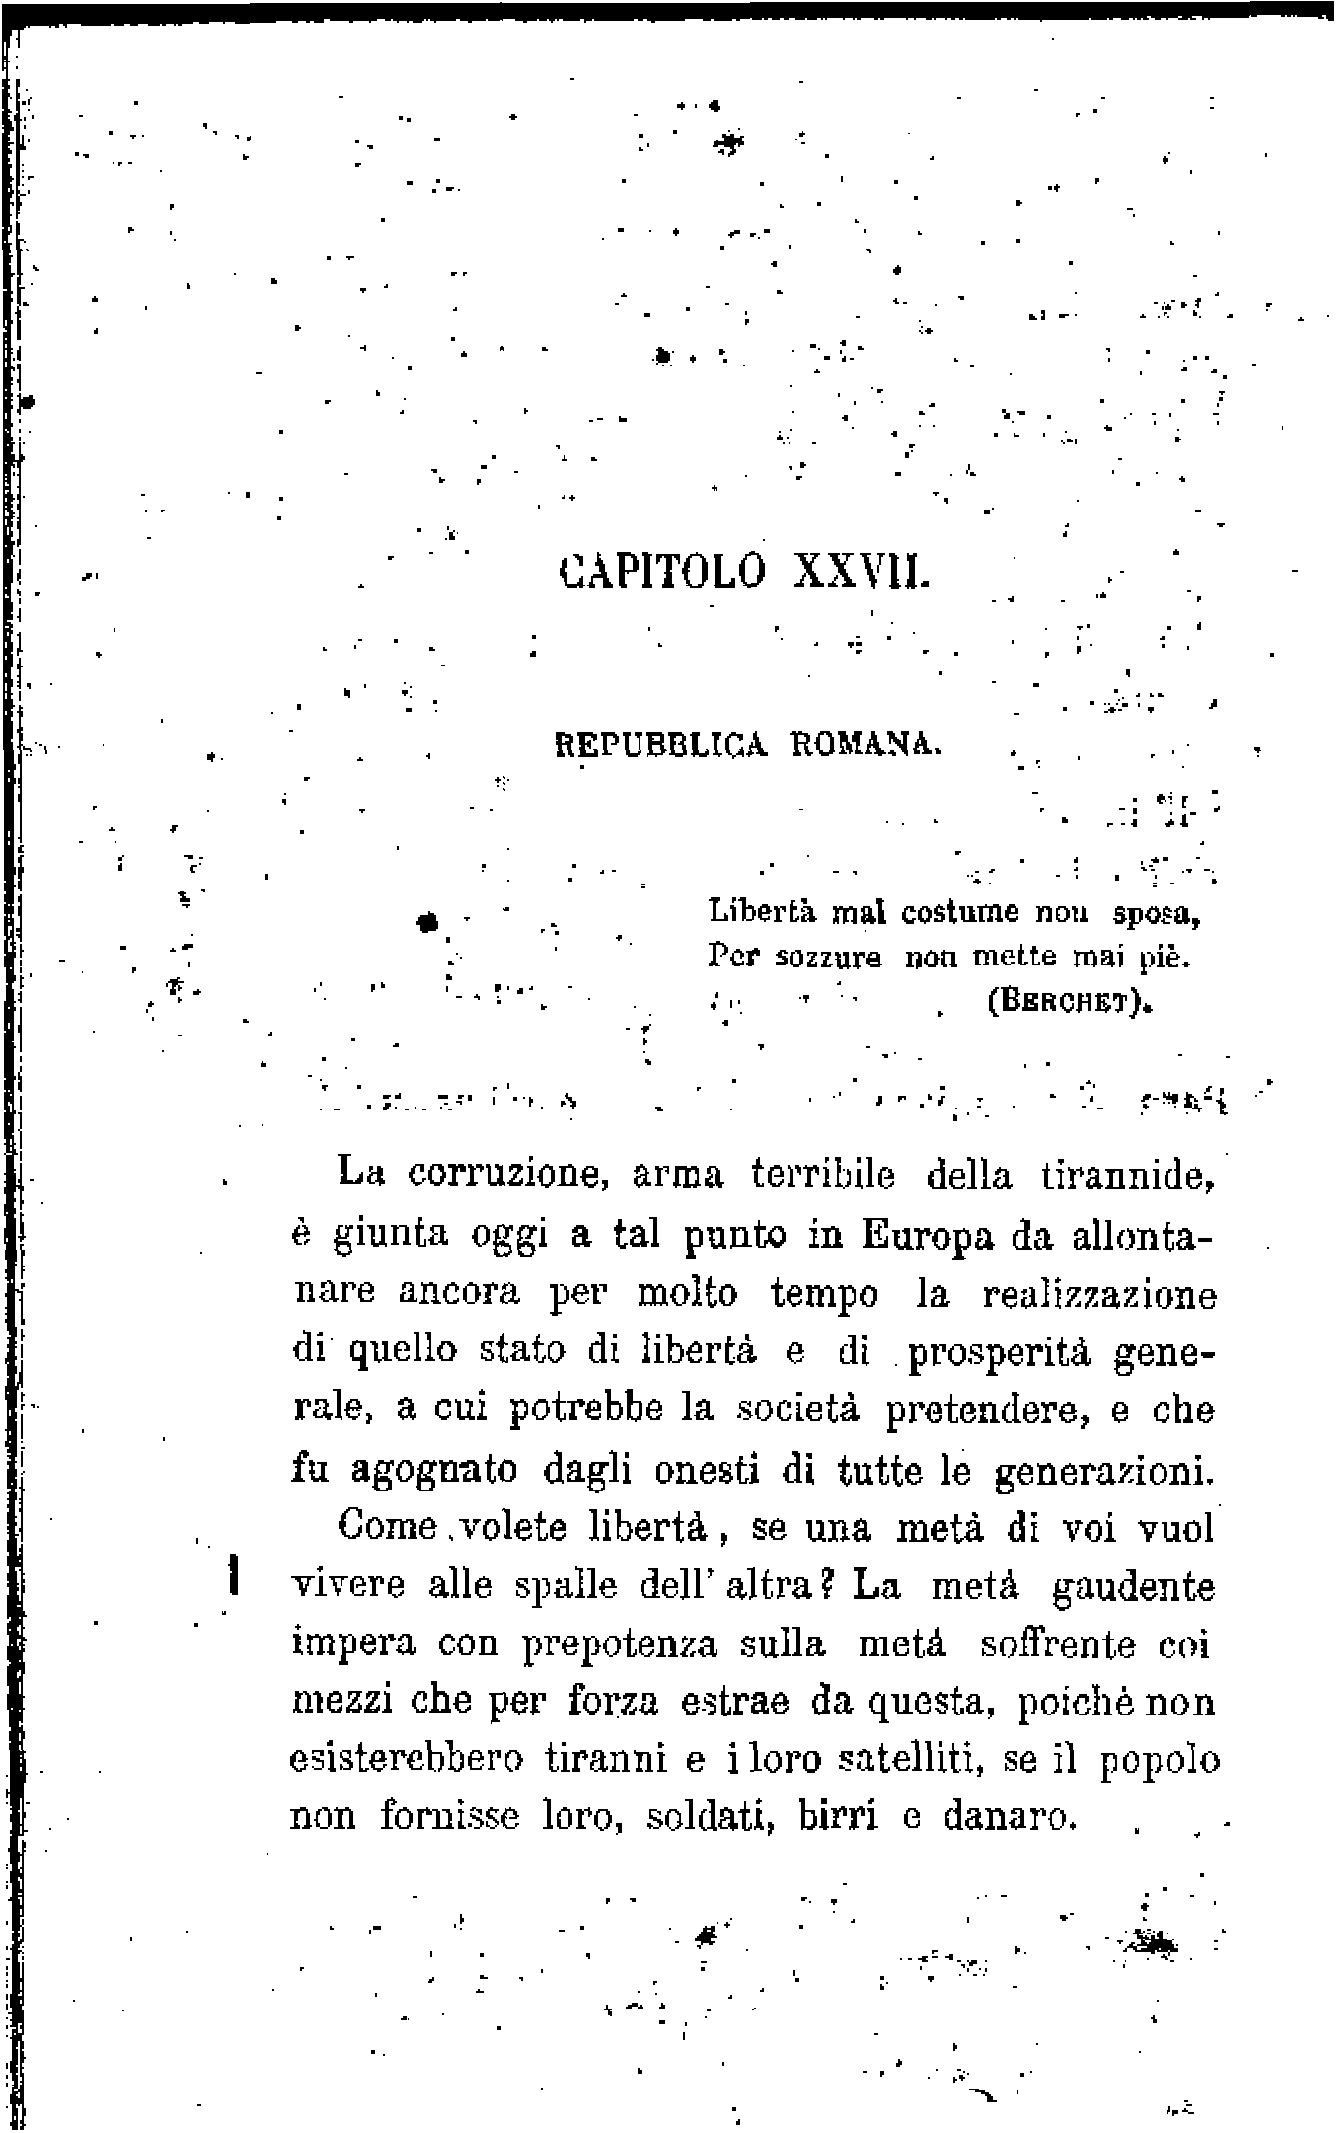 CAPITOLO XXVII.
REPUBBLICA ROMANA.
Libertà mal costume non sposa,
Per sozzure non mette mai piè.
(BERCHET).
La corruzione, arma terribile della tirannide,
è giunta oggi a tal punto in Europa da allonta-
nare ancora per molto tempo la realizzazione
di quello stato di libertà e di prosperità gene-
rale, a cui potrebbe la società pretendere, e che
fu agognato dagli onesti di tutte le generazioni.
Come volete libertà, se una metà di voi vuol
vivere alle spalle dell' altra? La metà gaudente
impera con prepotenza sulla metà soffrente coi
mezzi che per forza estrae da questa, poichè non
esisterebbero tiranni e i loro satelliti, se il popolo
non fornisse loro, soldati, birri e danaro.